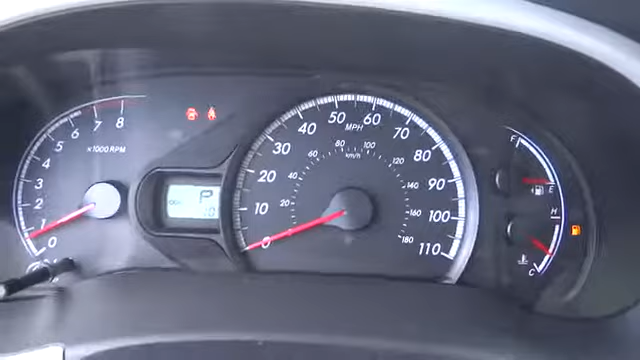 0 1 2 3 4 5 6 7 8
x1000 RPM
P
0 10 20 30 40 50 60 70 80 90 100 110
MPH
20 40 60 80 100 120 140 160 180
km/h
F
E
H
C